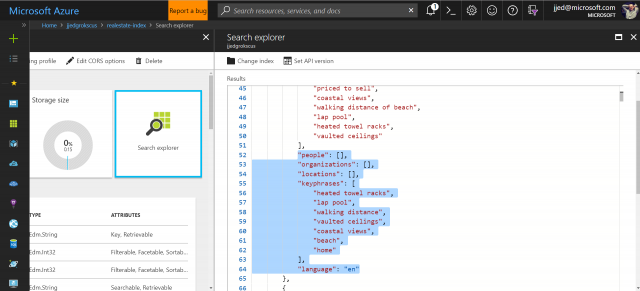 Microsoft Azure
Report a bug
Search resources, services, and docs
1
jjed@microsoft.com
MICROSOFT
Home > jjedgrokscus > realestate-index > Search explorer
Search explorer
jjedgrokscus
ing profile
Edit CORS options
Delete
Change index
Set API version
Storage size
0%
Search explorer
TYPE
ATTRIBUTES
Edm.String
Key, Retrievable
Edm.Int32
Filterable, Facetable, Sortab...
Edm.Int32
Filterable, Facetable, Sortab...
Edm.String
Searchable, Retrievable
Results
45 "priced to sell",
46 "coastal views",
47 "walking distance of beach",
48 "lap pool",
49 "heated towel racks",
50 "vaulted ceilings"
51 ],
52 "people": [],
53 "organizations": [],
54 "locations": [],
55 "keyphrases": [
56 "heated towel racks",
57 "lap pool",
58 "walking distance",
59 "vaulted ceilings",
60 "coastal views",
61 "beach",
62 "home"
63 ],
64 "language": "en"
65 },
66 {